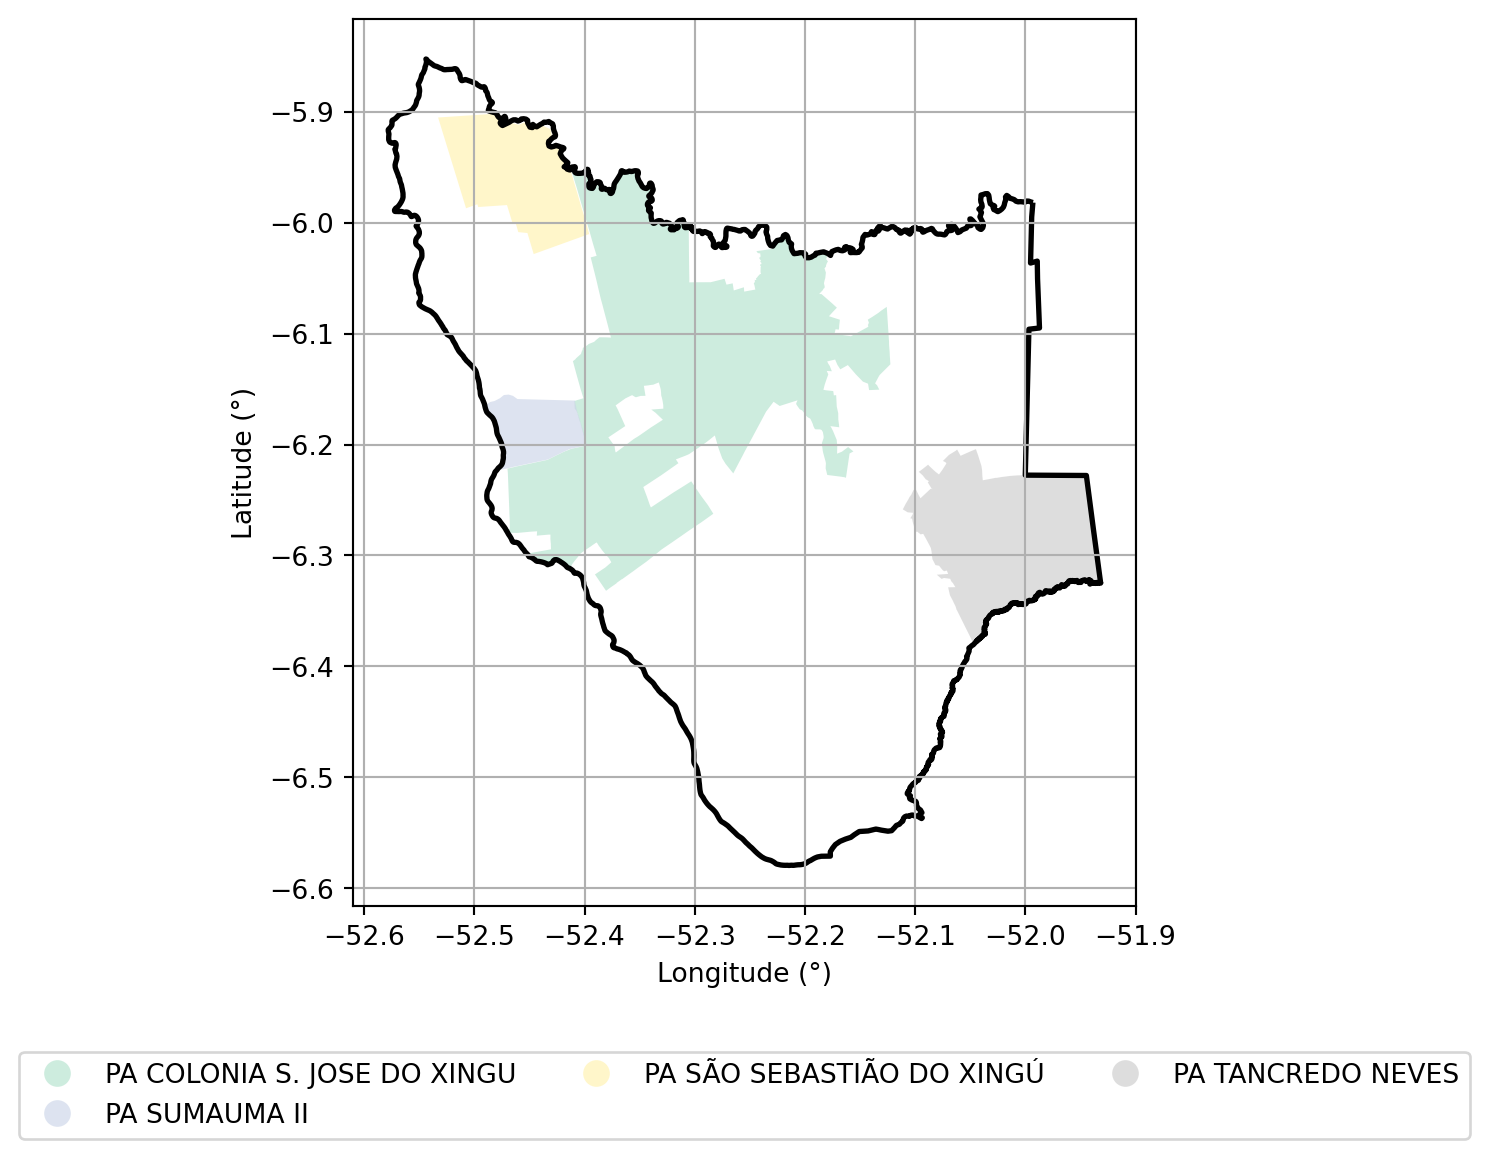 −5.9
−6.0
−6.1
−6.2
−6.3
−6.4
−6.5
−6.6
Latitude (°)
−52.6 −52.5 −52.4 −52.3 −52.2 −52.1 −52.0 −51.9
Longitude (°)
PA COLONIA S. JOSE DO XINGU PA SÃO SEBASTIÃO DO XINGÚ PA TANCREDO NEVES
PA SUMAUMA II